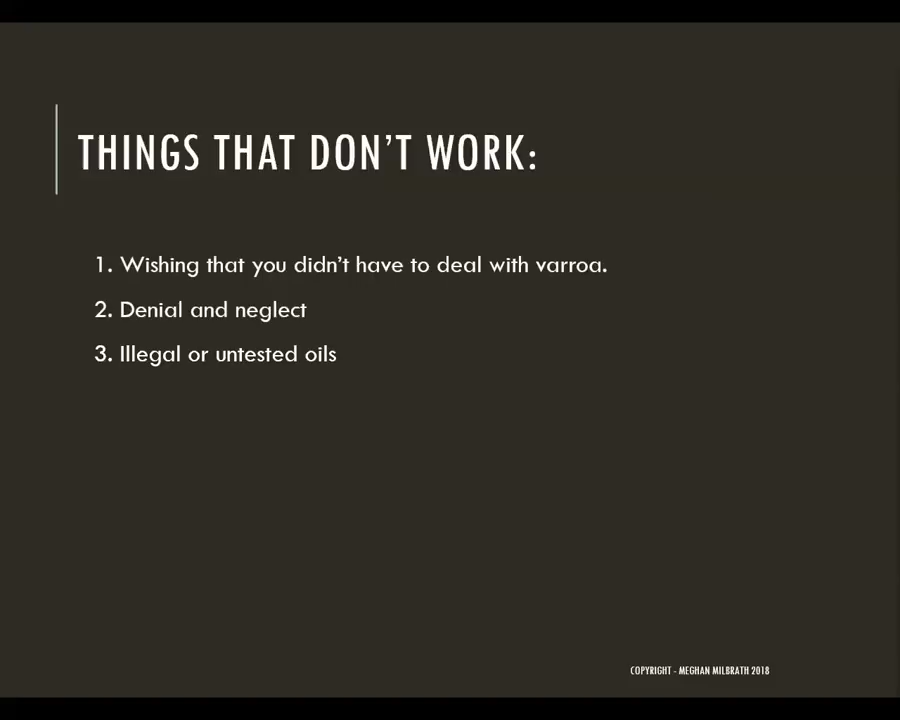 THINGS THAT DON'T WORK:
1. Wishing that you didn't have to deal with varroa.
2. Denial and neglect
3. Illegal or untested oils
COPYRIGHT - MEGHAN MILBRATH 2018